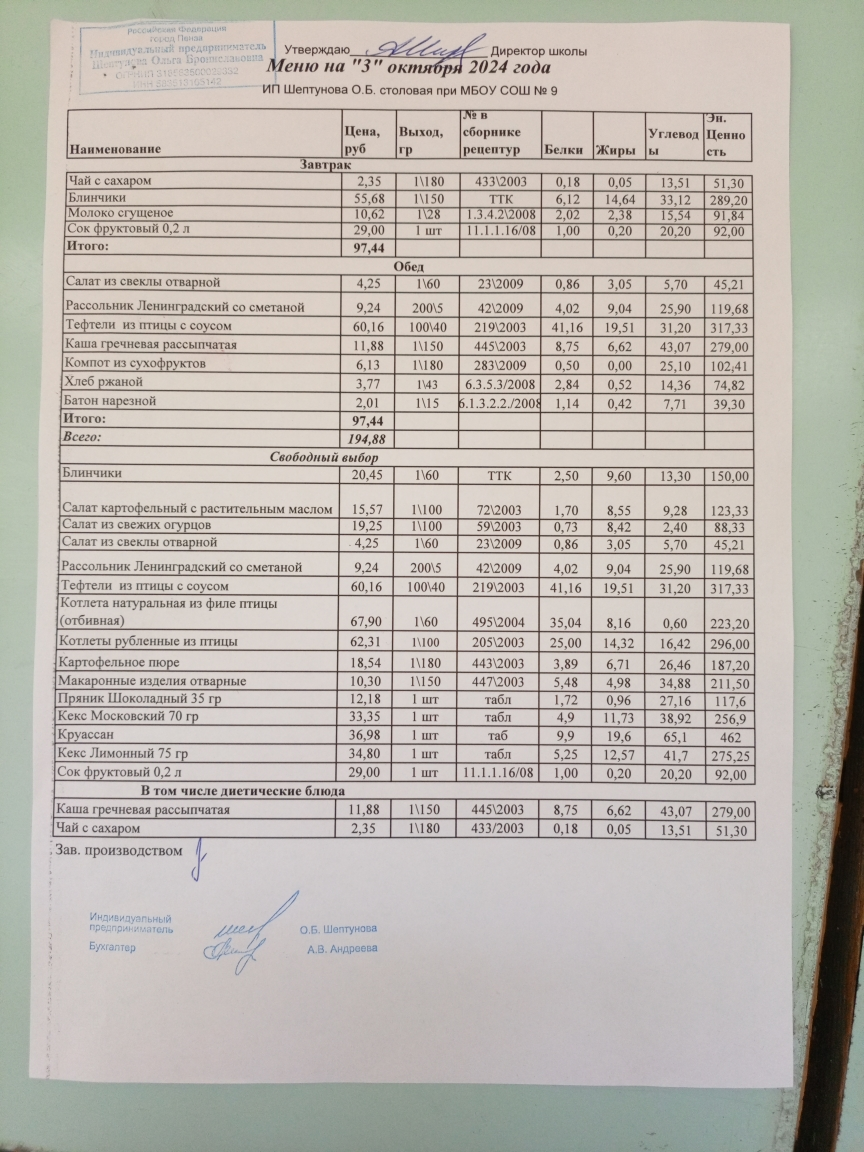 Российская Федерация
город Пенза
Индивидуальный предприниматель
Шептунова Ольга Брониславовна
Утверждаю Директор школы
Меню на "3" октября 2024 года
ИП Шептунова О.Б. столовая при МБОУ СОШ № 9
Наименование Цена, руб Выход, гр № в сборнике рецептур Белки Жиры Углеводы Эн. Ценность
Завтрак
Чай с сахаром 2,35 1\180 433\2003 0,18 0,05 13,51 51,30
Блинчики 55,68 1\150 ТТК 6,12 14,64 33,12 289,20
Молоко сгущеное 10,62 1\28 1.3.4.2\2008 2,02 2,38 15,54 91,84
Сок фруктовый 0,2 л 29,00 1 шт 11.1.1.16/08 1,00 0,20 20,20 92,00
Итого: 97,44
Обед
Салат из свеклы отварной 4,25 1\60 23\2009 0,86 3,05 5,70 45,21
Рассольник Ленинградский со сметаной 9,24 200\5 42\2009 4,02 9,04 25,90 119,68
Тефтели из птицы с соусом 60,16 100\40 219\2003 41,16 19,51 31,20 317,33
Каша гречневая рассыпчатая 11,88 1\150 445\2003 8,75 6,62 43,07 279,00
Компот из сухофруктов 6,13 1\180 283\2009 0,50 0,00 25,10 102,41
Хлеб ржаной 3,77 1\43 6.3.5.3/2008 2,84 0,52 14,36 74,82
Батон нарезной 2,01 1\15 6.1.3.2.2./2008 1,14 0,42 7,71 39,30
Итого: 97,44
Всего: 194,88
Свободный выбор
Блинчики 20,45 1\60 ТТК 2,50 9,60 13,30 150,00
Салат картофельный с растительным маслом 15,57 1\100 72\2003 1,70 8,55 9,28 123,33
Салат из свежих огурцов 19,25 1\100 59\2003 0,73 8,42 2,40 88,33
Салат из свеклы отварной 4,25 1\60 23\2009 0,86 3,05 5,70 45,21
Рассольник Ленинградский со сметаной 9,24 200\5 42\2009 4,02 9,04 25,90 119,68
Тефтели из птицы с соусом 60,16 100\40 219\2003 41,16 19,51 31,20 317,33
Котлета натуральная из филе птицы
(отбивная) 67,90 1\60 495\2004 35,04 8,16 0,60 223,20
Котлеты рубленные из птицы 62,31 1\100 205\2003 25,00 14,32 16,42 296,00
Картофельное пюре 18,54 1\180 443\2003 3,89 6,71 26,46 187,20
Макаронные изделия отварные 10,30 1\150 447\2003 5,48 4,98 34,88 211,50
Пряник Шоколадный 35 гр 12,18 1 шт табл 1,72 0,96 27,16 117,6
Кекс Московский 70 гр 33,35 1 шт табл 4,9 11,73 38,92 256,9
Круассан 36,98 1 шт таб 9,9 19,6 65,1 462
Кекс Лимонный 75 гр 34,80 1 шт табл 5,25 12,57 41,7 275,25
Сок фруктовый 0,2 л 29,00 1 шт 11.1.1.16/08 1,00 0,20 20,20 92,00
В том числе диетические блюда
Каша гречневая рассыпчатая 11,88 1\150 445\2003 8,75 6,62 43,07 279,00
Чай с сахаром 2,35 1\180 433/2003 0,18 0,05 13,51 51,30
Зав. производством
Индивидуальный
предприниматель О.Б. Шептунова
Бухгалтер А.В. Андреева